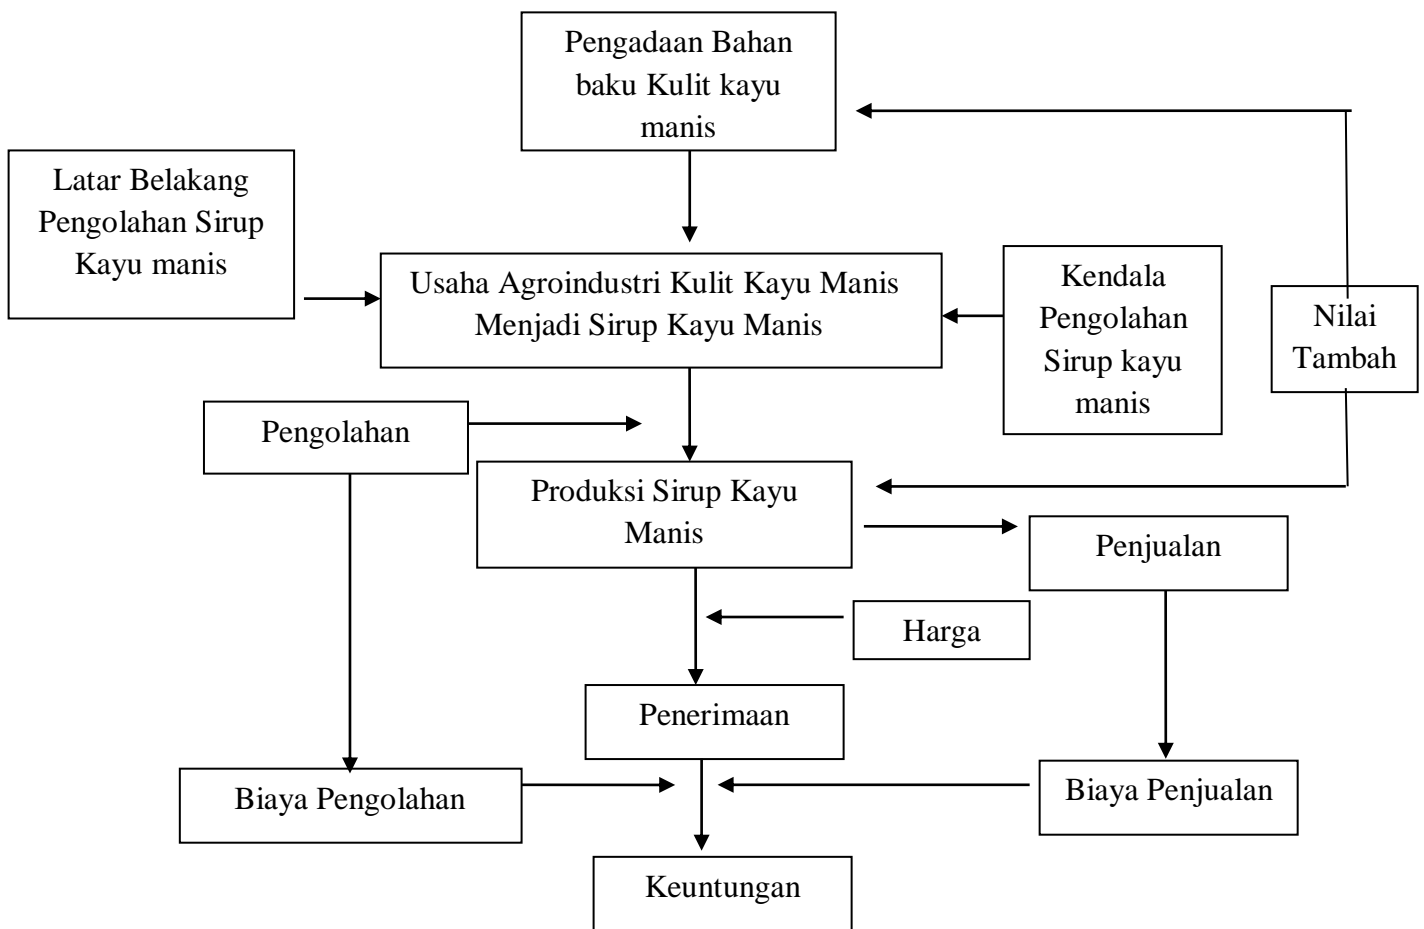 Pengadaan Bahan
baku Kulit kayu
manis
Latar Belakang
Pengolahan Sirup
Kayu manis
Usaha Agroindustri Kulit Kayu Manis
Menjadi Sirup Kayu Manis
Kendala
Pengolahan
Sirup kayu
manis
Nilai
Tambah
Pengolahan
Produksi Sirup Kayu
Manis
Penjualan
Harga
Penerimaan
Biaya Pengolahan
Biaya Penjualan
Keuntungan